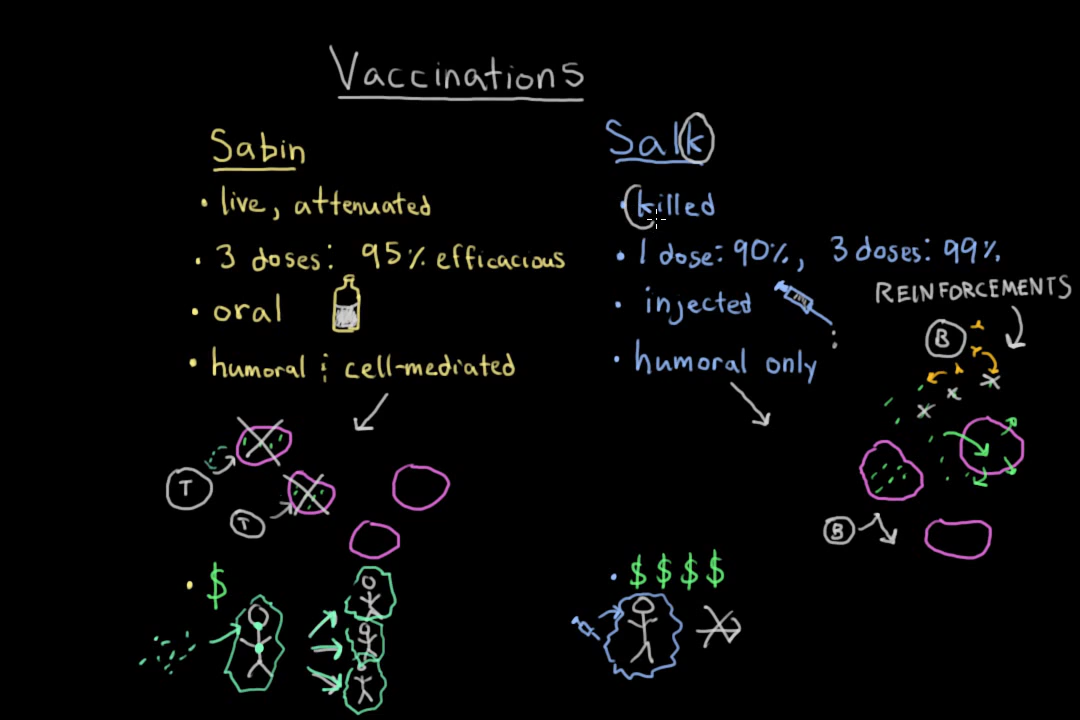 Vaccinations
Sabin
• live, attenuated
• 3 doses: 95% efficacious
• oral
• humoral ; cell-mediated
T
T
• $
Salk
• killed
• 1 dose: 90%, 3 doses: 99%
• injected
• humoral only
REINFORCEMENTS
B
B
• $ $ $ $